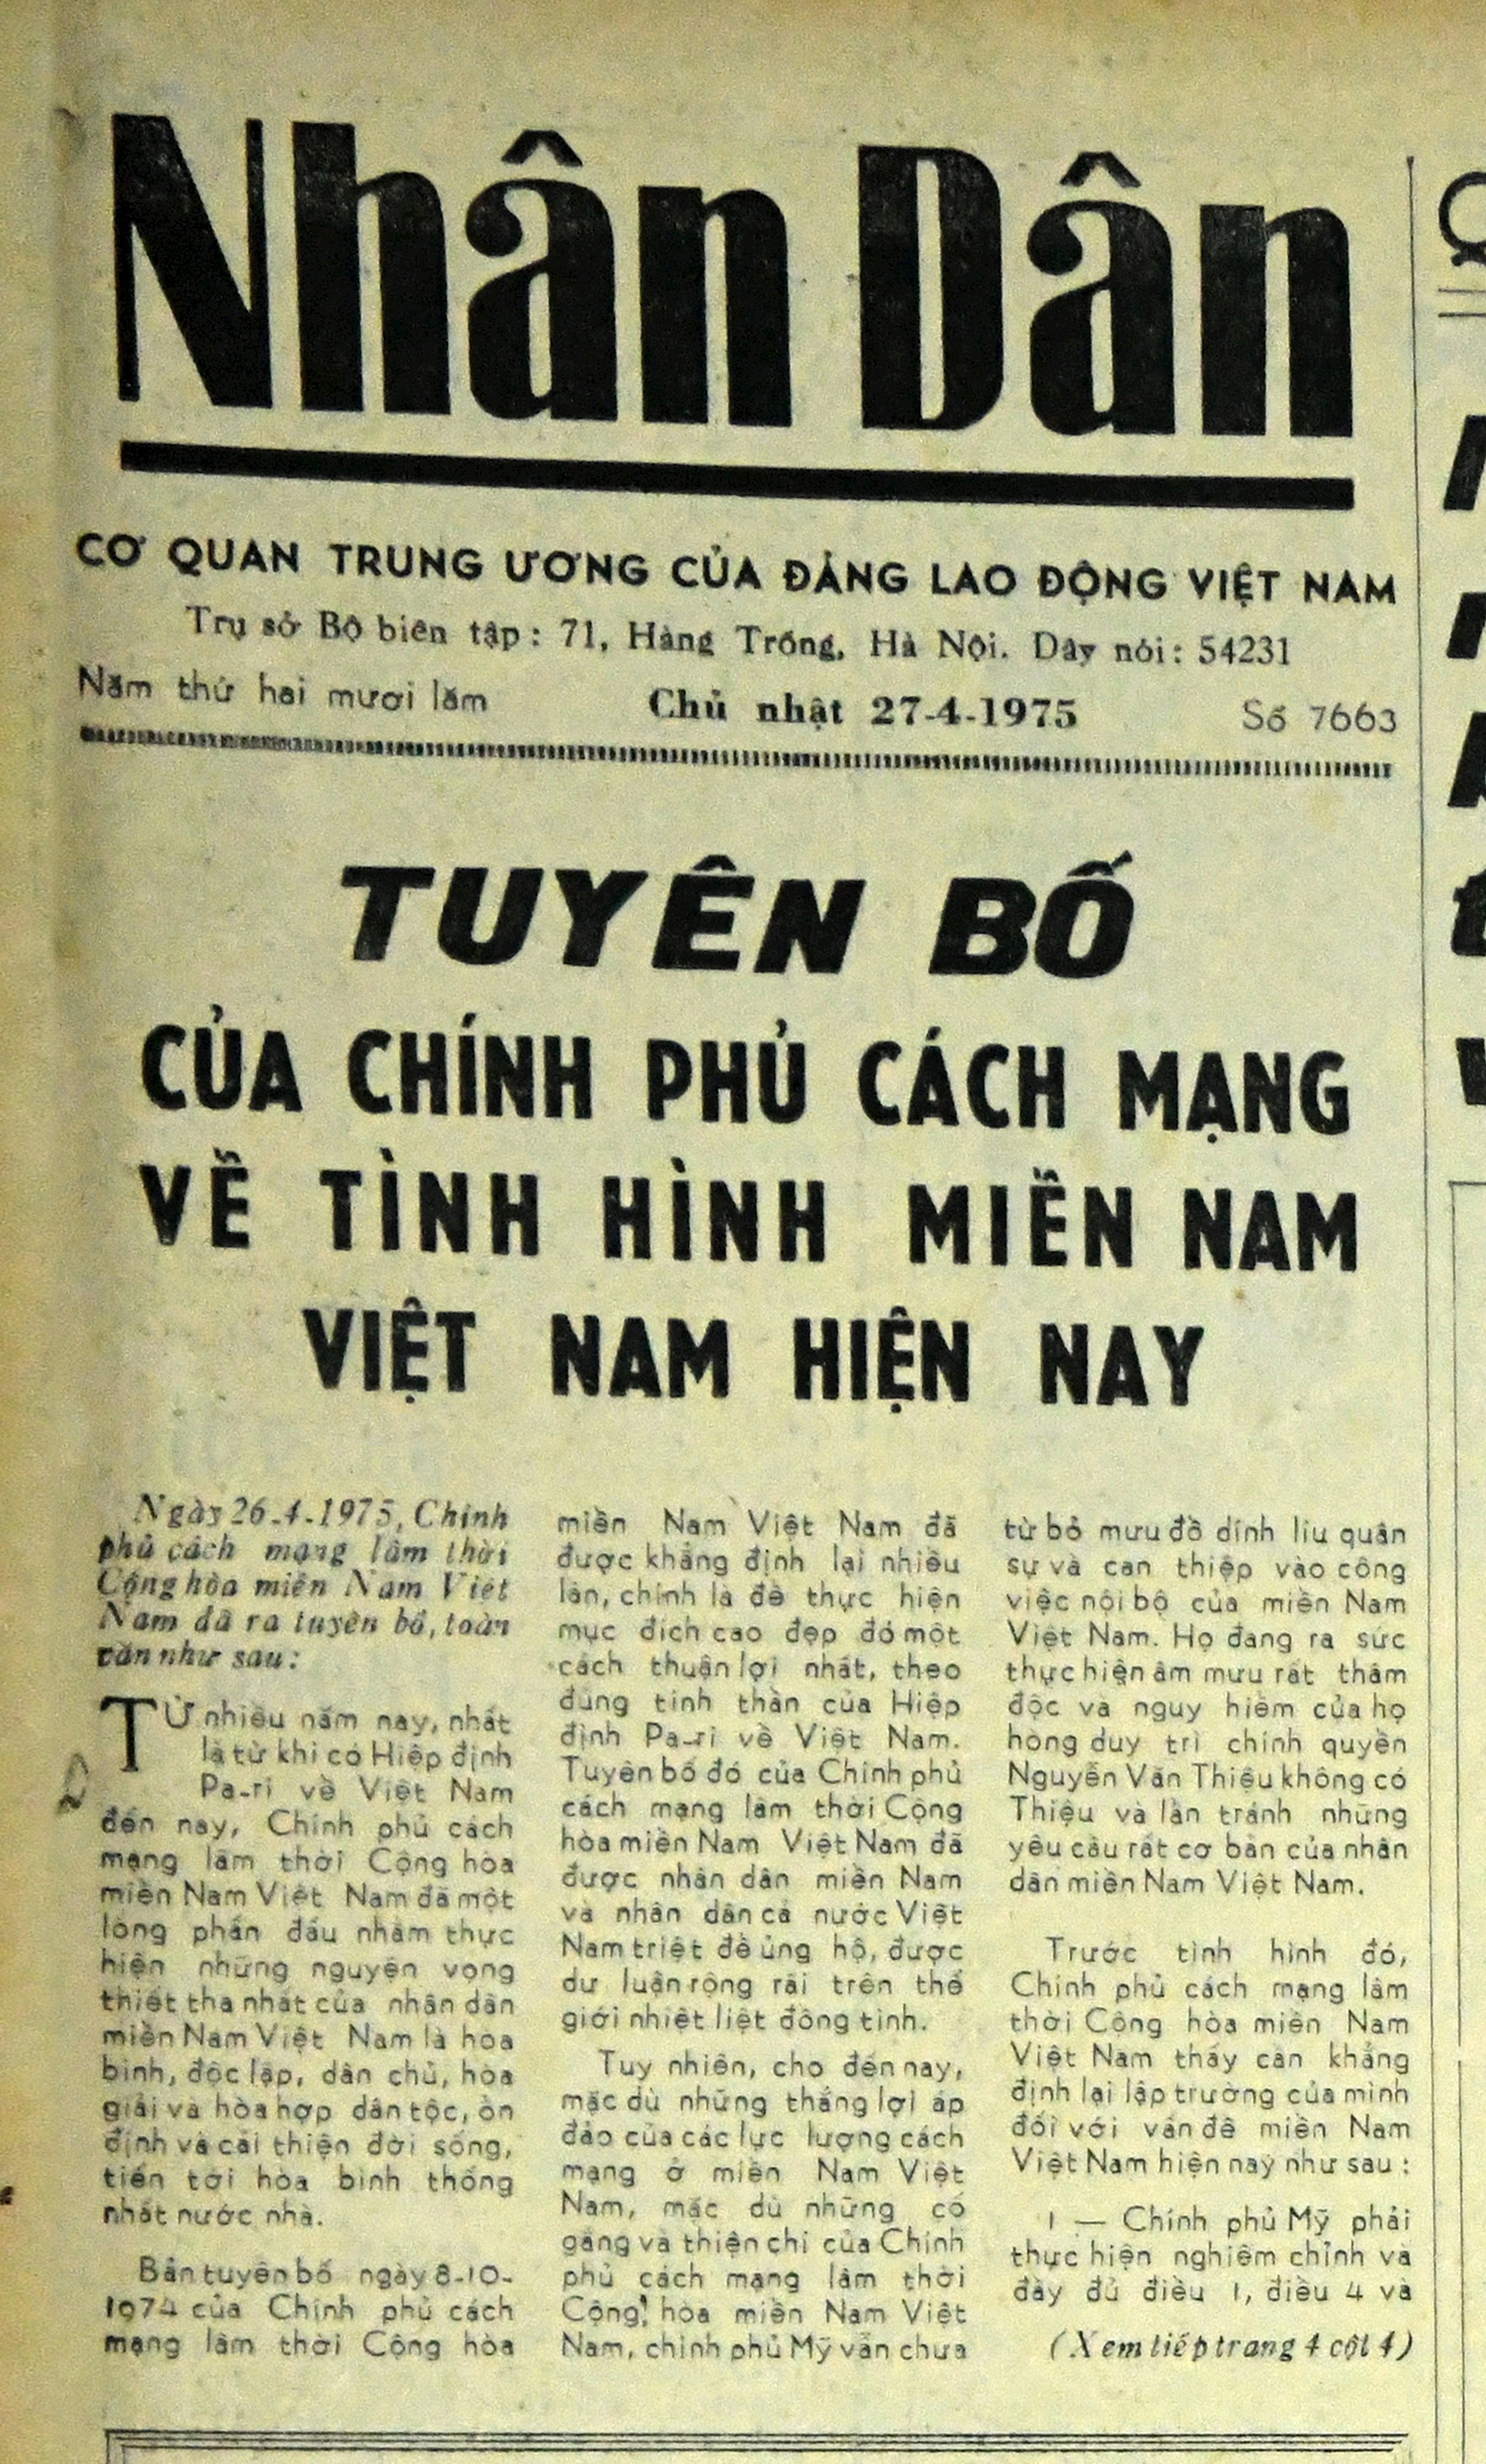 Nhân Dân
CƠ QUAN TRUNG ƯƠNG CỦA ĐẢNG LAO ĐỘNG VIỆT NAM
Trụ sở Bộ biên tập: 71, Hàng Trống, Hà Nội. Dây nói: 54231
Năm thứ hai mươi lăm Chủ nhật 27-4-1975 Số 7663
TUYÊN BỐ
CỦA CHÍNH PHỦ CÁCH MẠNG
VỀ TÌNH HÌNH MIỀN NAM
VIỆT NAM HIỆN NAY
Ngày 26-4-1975, Chính
phủ cách mạng lâm thời
Cộng hòa miền Nam Việt
Nam đã ra tuyên bố, toàn
văn như sau:
TỪ nhiều năm nay, nhất
là từ khi có Hiệp định
Pa-ri về Việt Nam
đến nay, Chính phủ cách
mạng lâm thời Cộng hòa
miền Nam Việt Nam đã một
lòng phấn đấu nhằm thực
hiện những nguyện vọng
thiết tha nhất của nhân dân
miền Nam Việt Nam là hòa
bình, độc lập, dân chủ, hòa
giải và hòa hợp dân tộc, ổn
định và cải thiện đời sống,
tiến tới hòa bình thống
nhất nước nhà.
Bản tuyên bố ngày 8-10-
1974 của Chính phủ cách
mạng lâm thời Cộng hòa
miền Nam Việt Nam đã
được khẳng định lại nhiều
lần, chính là để thực hiện
mục đích cao đẹp đó một
cách thuận lợi nhất, theo
đúng tinh thần của Hiệp
định Pa-ri về Việt Nam.
Tuyên bố đó của Chính phủ
cách mạng lâm thời Cộng
hòa miền Nam Việt Nam đã
được nhân dân miền Nam
và nhân dân cả nước Việt
Nam triệt để ủng hộ, được
dư luận rộng rãi trên thế
giới nhiệt liệt đồng tình.
Tuy nhiên, cho đến nay,
mặc dù những thắng lợi áp
đảo của các lực lượng cách
mạng ở miền Nam Việt
Nam, mặc dù những cố
gắng và thiện chí của Chính
phủ cách mạng lâm thời
Cộng hòa miền Nam Việt
Nam, chính phủ Mỹ vẫn chưa
từ bỏ mưu đồ dính líu quân
sự và can thiệp vào công
việc nội bộ của miền Nam
Việt Nam. Họ đang ra sức
thực hiện âm mưu rất thâm
độc và nguy hiểm của họ
hòng duy trì chính quyền
Nguyễn Văn Thiệu không có
Thiệu và lẩn tránh những
yêu cầu rất cơ bản của nhân
dân miền Nam Việt Nam.
Trước tình hình đó,
Chính phủ cách mạng lâm
thời Cộng hòa miền Nam
Việt Nam thấy cần khẳng
định lại lập trường của mình
đối với vấn đề miền Nam
Việt Nam hiện nay như sau :
1 — Chính phủ Mỹ phải
thực hiện nghiêm chỉnh và
đầy đủ điều 1, điều 4 và
(Xem tiếp trang 4 cột 4)